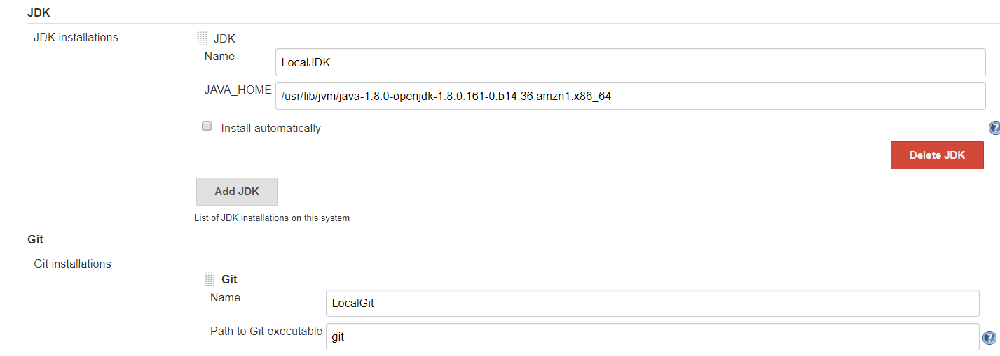 JDK
JDK installations
JDK
Name
LocalJDK
JAVA_HOME
/usr/lib/jvm/java-1.8.0-openjdk-1.8.0.161-0.b14.36.amzn1.x86_64
Install automatically
?
Delete JDK
Add JDK
List of JDK installations on this system
Git
Git installations
Git
Name
LocalGit
Path to Git executable
git
?